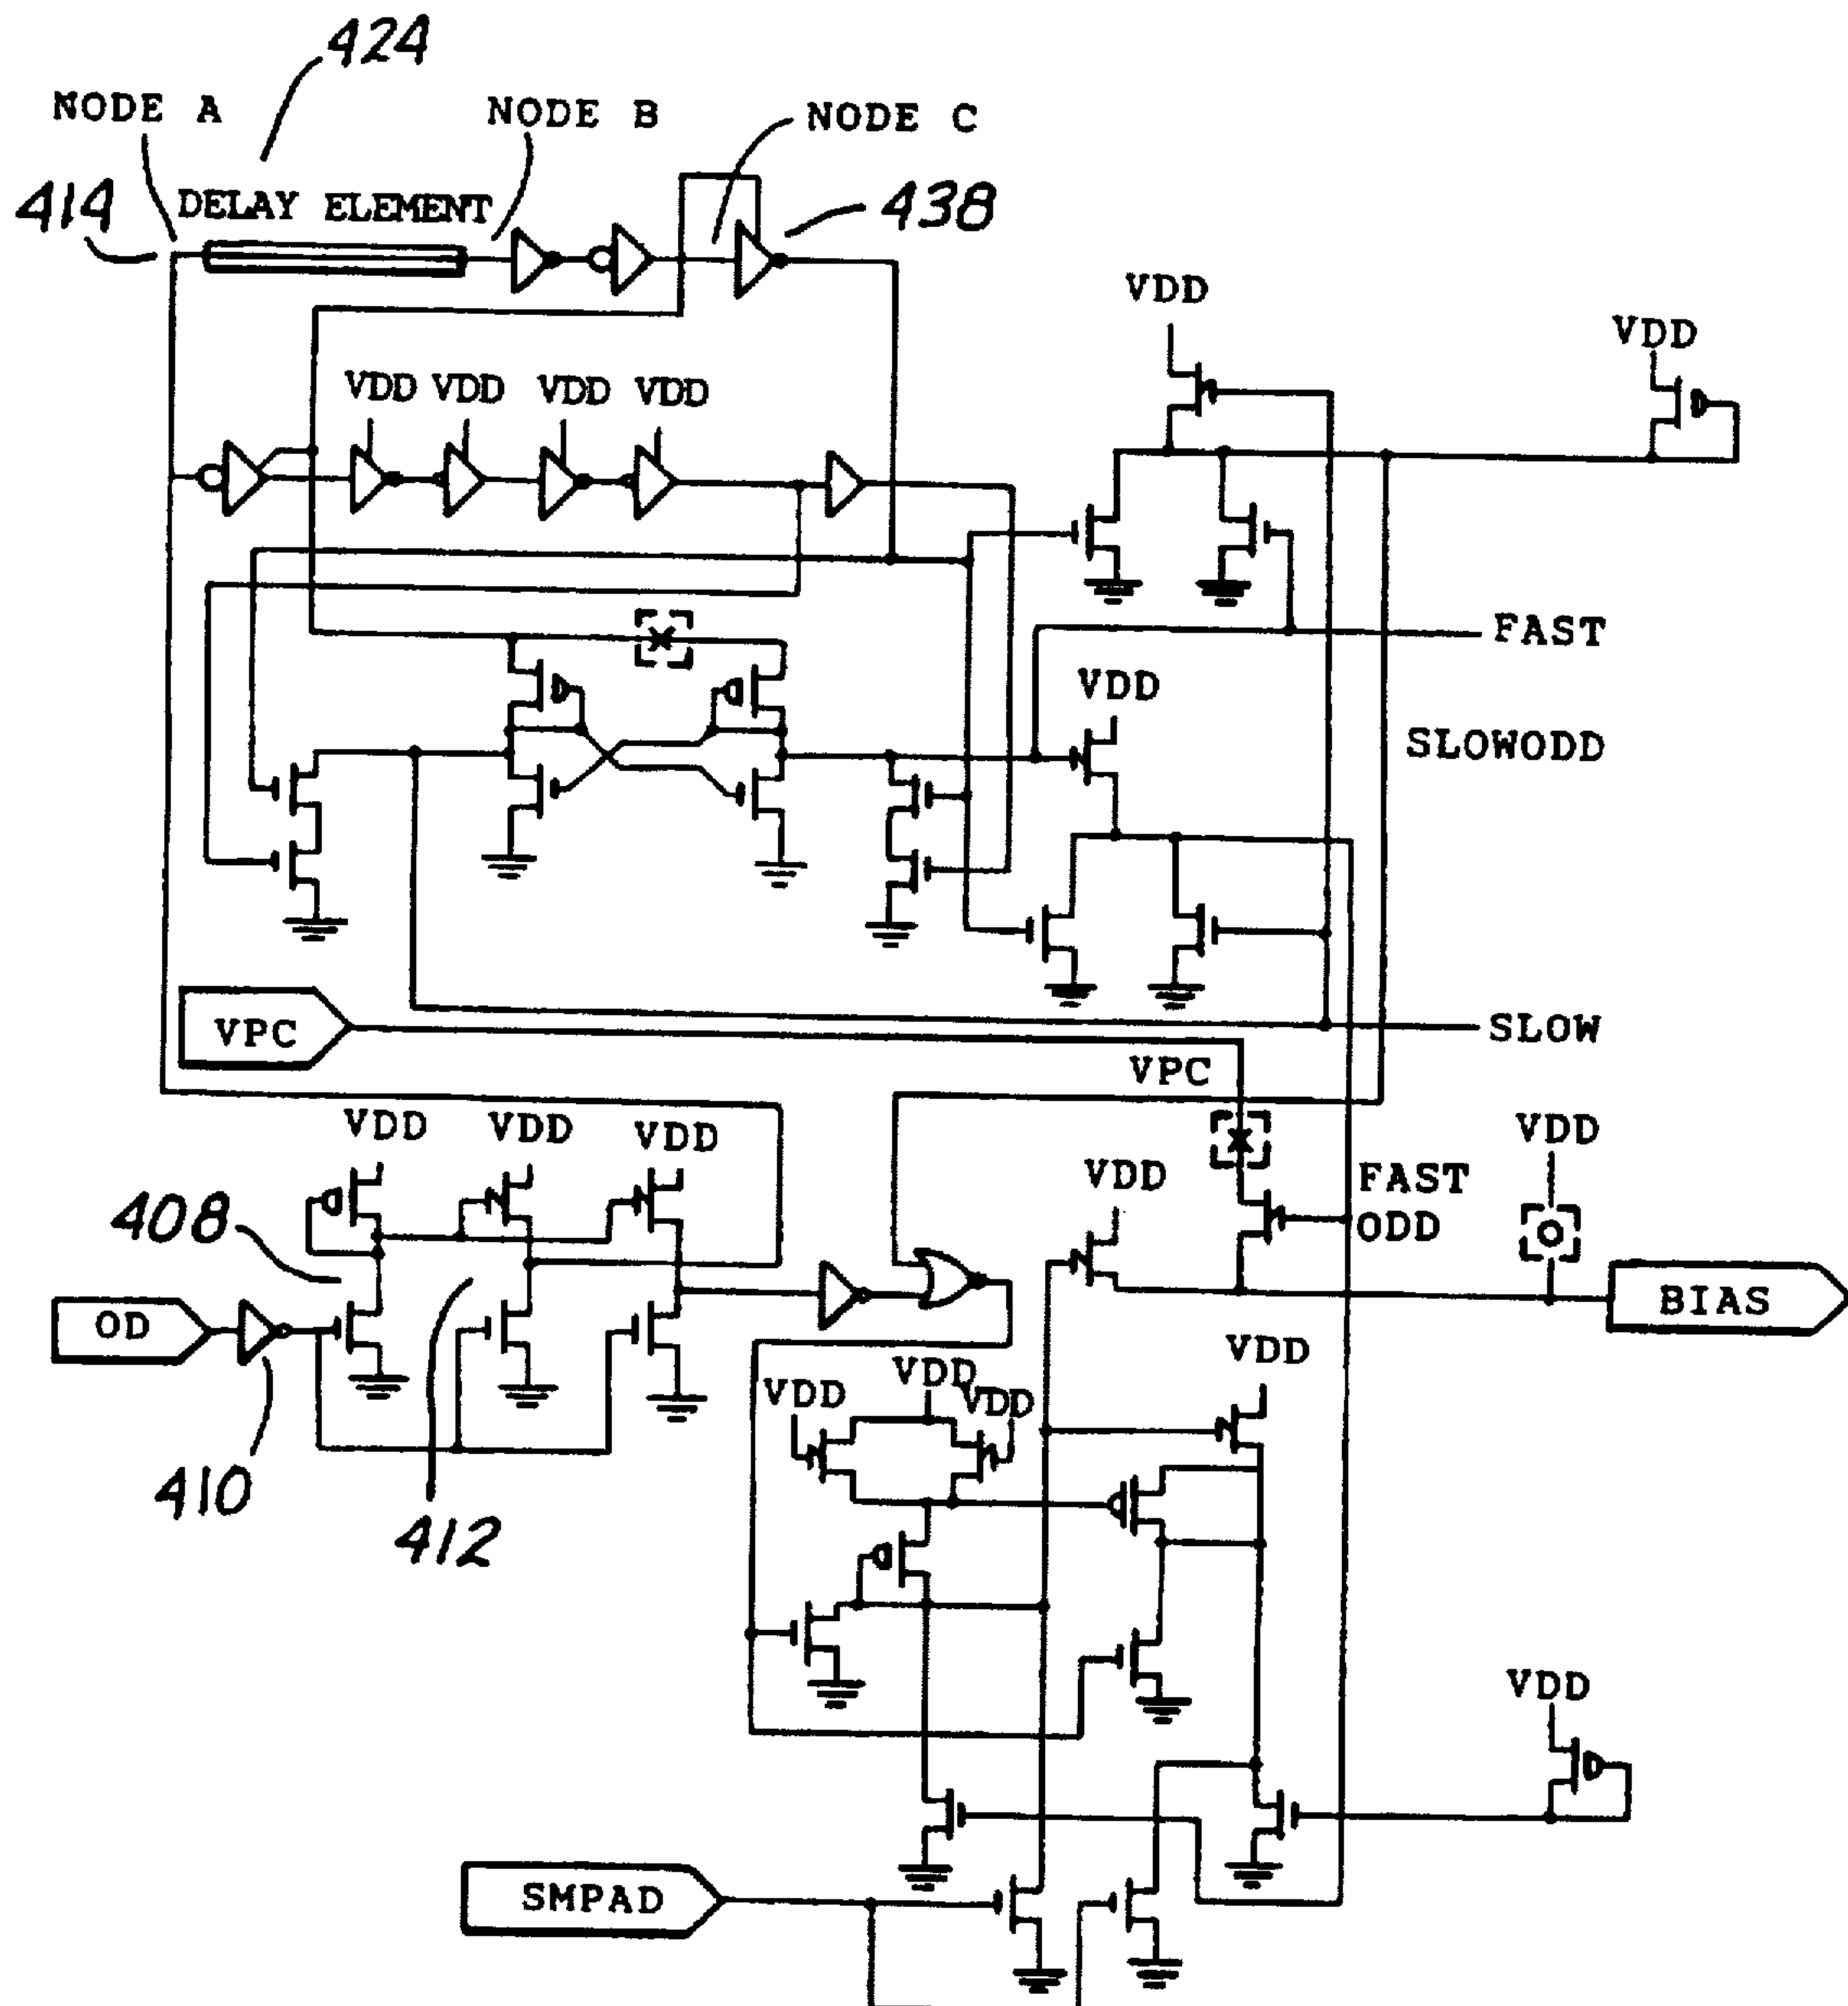 424
NODE A
NODE B
NODE C
414
DELAY ELEMENT
438
VDD
VDD
VDD
VDD
VDD
VDD
FAST
VDD
SLOWODD
VPC
SLOW
VPC
VDD
VDD
VDD
VDD
VDD
FAST
ODD
408
OD
BIAS
VDD
VDD
VDD
VDD
410
412
VDD
SMPAD